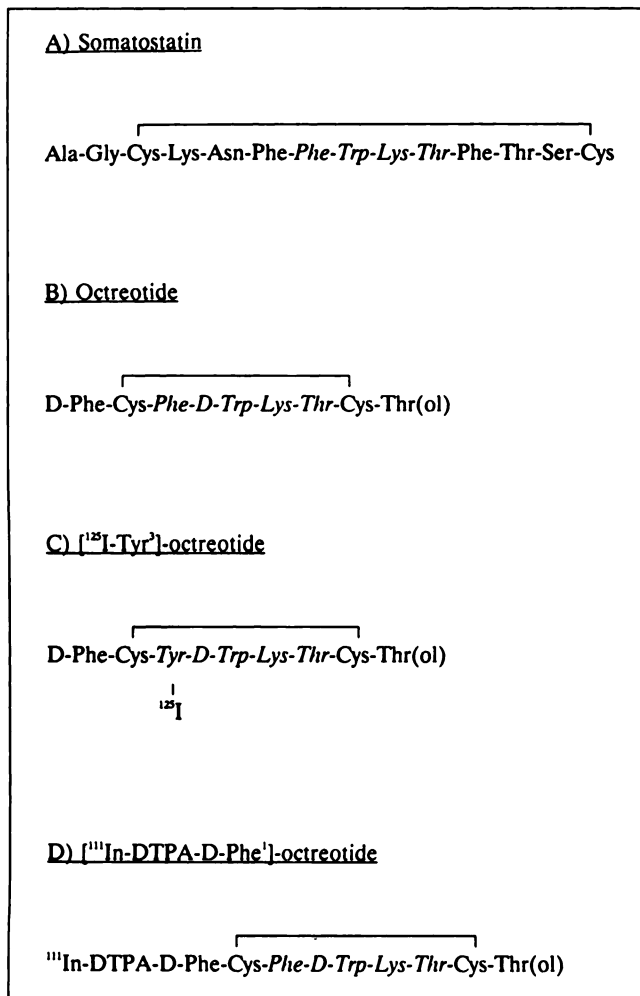 A) Somatostatin
Ala-Gly-Cys-Lys-Asn-Phe-Phe-Trp-Lys-Thr-Phe-Thr-Ser-Cys
B) Octreotide
D-Phe-Cys-Phe-D-Trp-Lys-Thr-Cys-Thr(ol)
C) [¹²⁵I-Tyr³]-octreotide
D-Phe-Cys-Tyr-D-Trp-Lys-Thr-Cys-Thr(ol)
¹²⁵I
D) [¹¹¹In-DTPA-D-Phe¹]-octreotide
¹¹¹In-DTPA-D-Phe-Cys-Phe-D-Trp-Lys-Thr-Cys-Thr(ol)